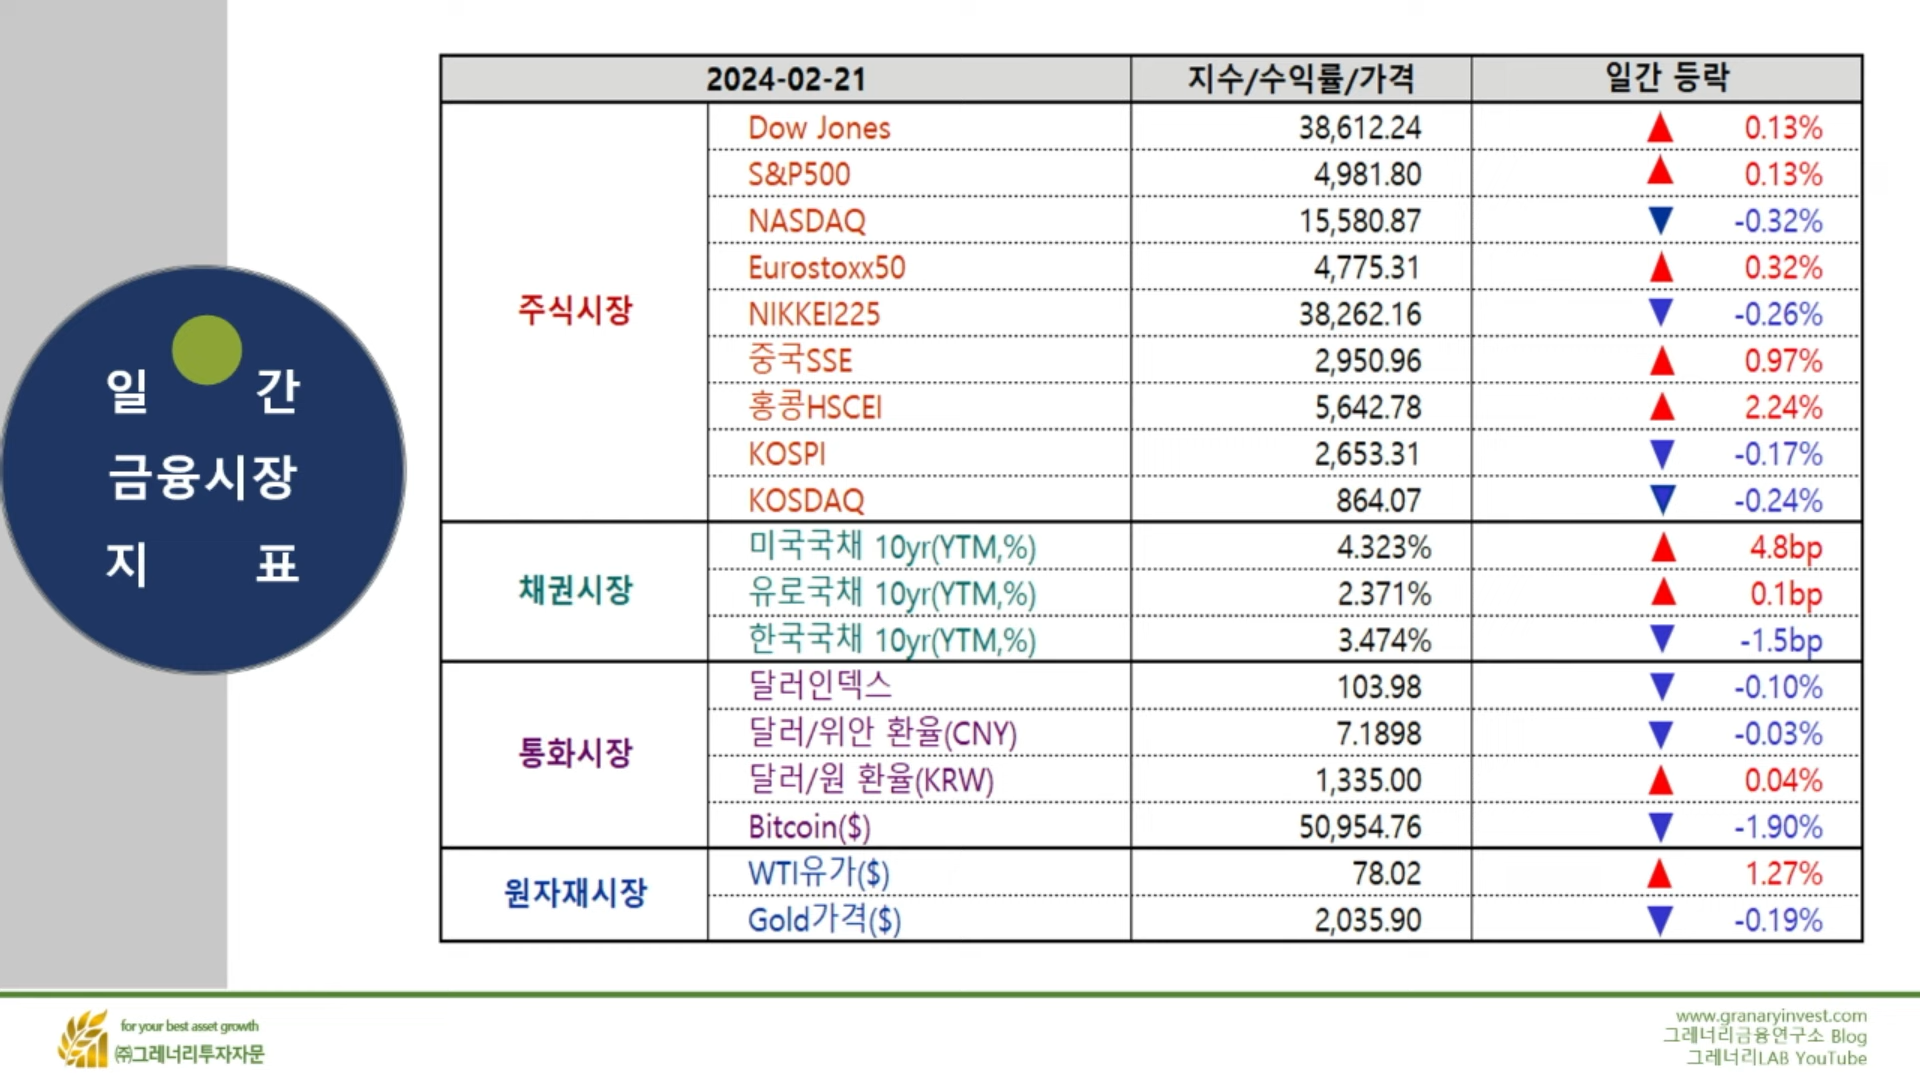 일 간
금융시장
지 표
2024-02-21 지수/수익률/가격 일간 등락
주식시장
Dow Jones 38,612.24 ▲ 0.13%
S&P500 4,981.80 ▲ 0.13%
NASDAQ 15,580.87 ▼ -0.32%
Eurostoxx50 4,775.31 ▲ 0.32%
NIKKEI225 38,262.16 ▼ -0.26%
중국SSE 2,950.96 ▲ 0.97%
홍콩HSCEI 5,642.78 ▲ 2.24%
KOSPI 2,653.31 ▼ -0.17%
KOSDAQ 864.07 ▼ -0.24%
채권시장
미국국채 10yr(YTM,%) 4.323% ▲ 4.8bp
유로국채 10yr(YTM,%) 2.371% ▲ 0.1bp
한국국채 10yr(YTM,%) 3.474% ▼ -1.5bp
통화시장
달러인덱스 103.98 ▼ -0.10%
달러/위안 환율(CNY) 7.1898 ▼ -0.03%
달러/원 환율(KRW) 1,335.00 ▲ 0.04%
Bitcoin($) 50,954.76 ▼ -1.90%
원자재시장
WTI유가($) 78.02 ▲ 1.27%
Gold가격($) 2,035.90 ▼ -0.19%
for your best asset growth
㈜그레너리투자자문
www.granaryinvest.com
그레너리금융연구소 Blog
그레너리LAB YouTube